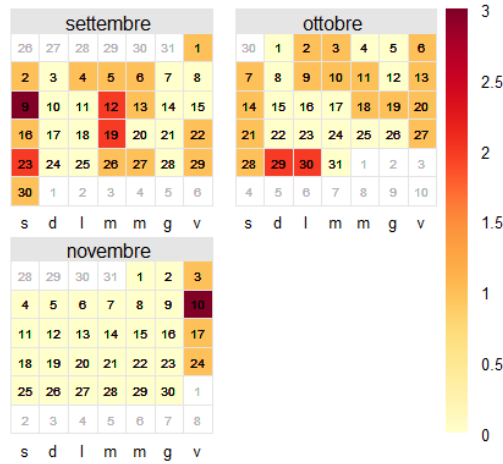 settembre
26 27 28 29 30 31 1
2 3 4 5 6 7 8
9 10 11 12 13 14 15
16 17 18 19 20 21 22
23 24 25 26 27 28 29
30 1 2 3 4 5 6
s d l m m g v
ottobre
30 1 2 3 4 5 6
7 8 9 10 11 12 13
14 15 16 17 18 19 20
21 22 23 24 25 26 27
28 29 30 31 1 2 3
4 5 6 7 8 9 10
s d l m m g v
novembre
28 29 30 31 1 2 3
4 5 6 7 8 9 10
11 12 13 14 15 16 17
18 19 20 21 22 23 24
25 26 27 28 29 30 1
2 3 4 5 6 7 8
s d l m m g v
3
2.5
2
1.5
1
0.5
0